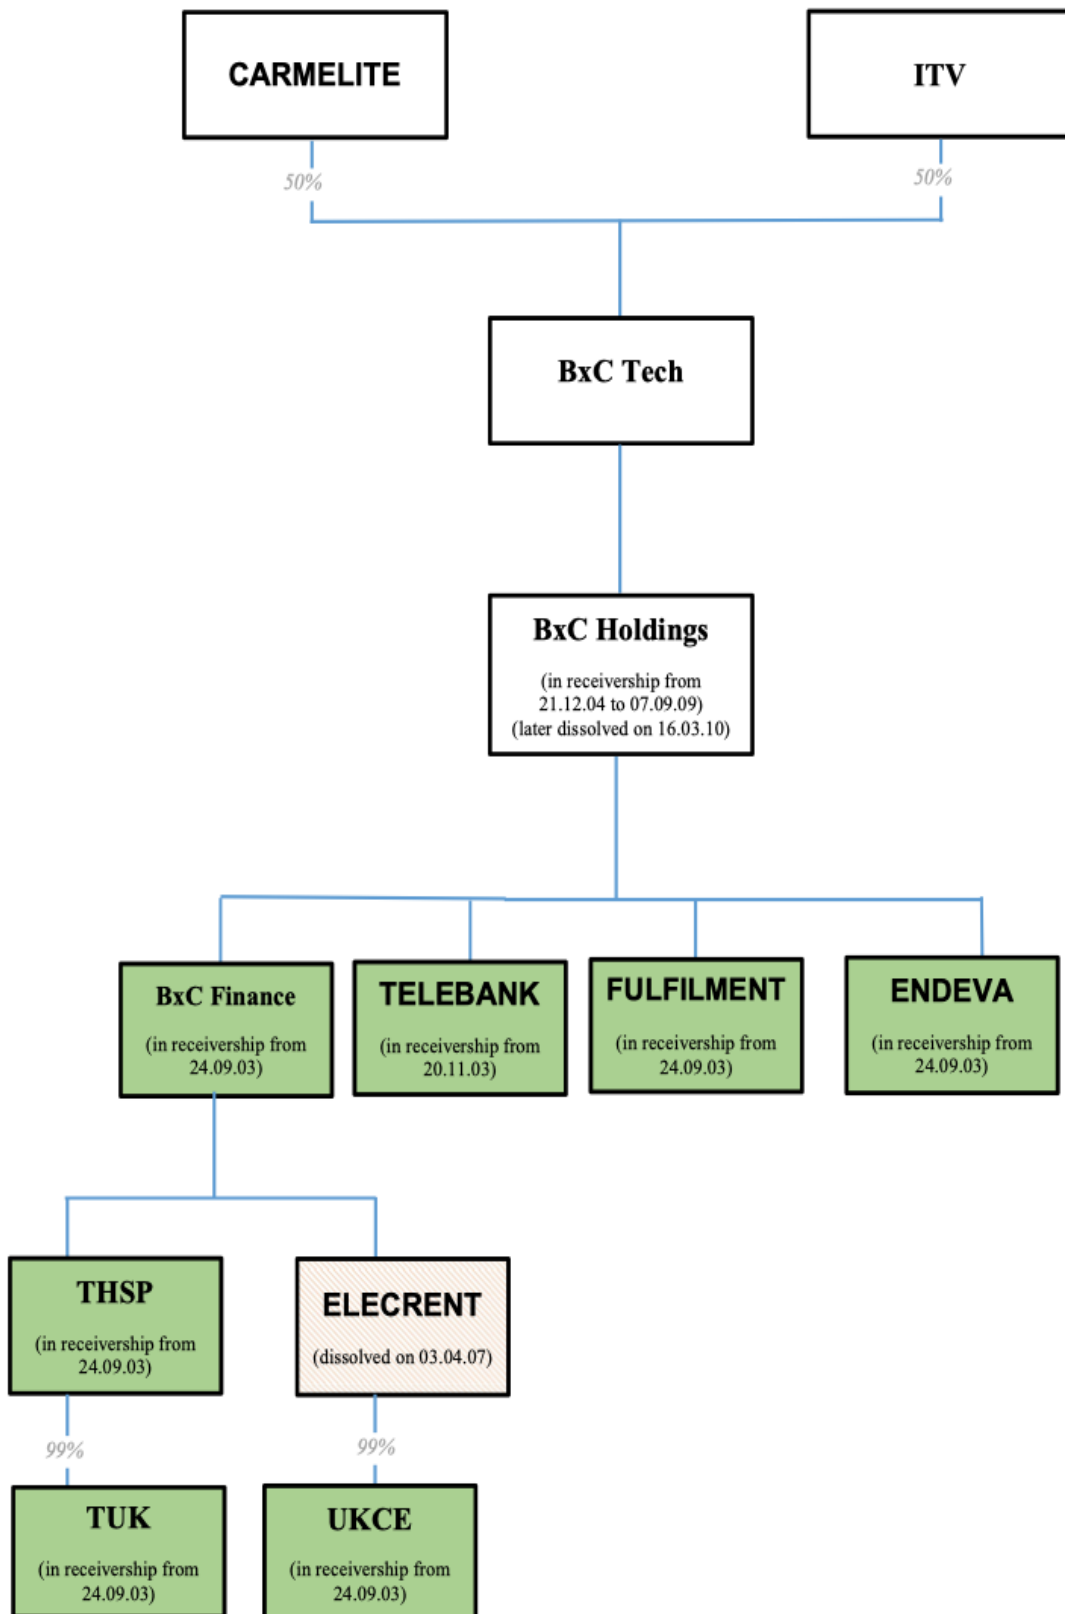 CARMELITE
ITV
50%
50%
BxC Tech
BxC Holdings
(in receivership from
21.12.04 to 07.09.09)
(later dissolved on 16.03.10)
BxC Finance
(in receivership from
24.09.03)
TELEBANK
(in receivership from
20.11.03)
FULFILMENT
(in receivership from
24.09.03)
ENDEVA
(in receivership from
24.09.03)
THSP
(in receivership from
24.09.03)
ELECRENT
(dissolved on 03.04.07)
99%
99%
TUK
(in receivership from
24.09.03)
UKCE
(in receivership from
24.09.03)